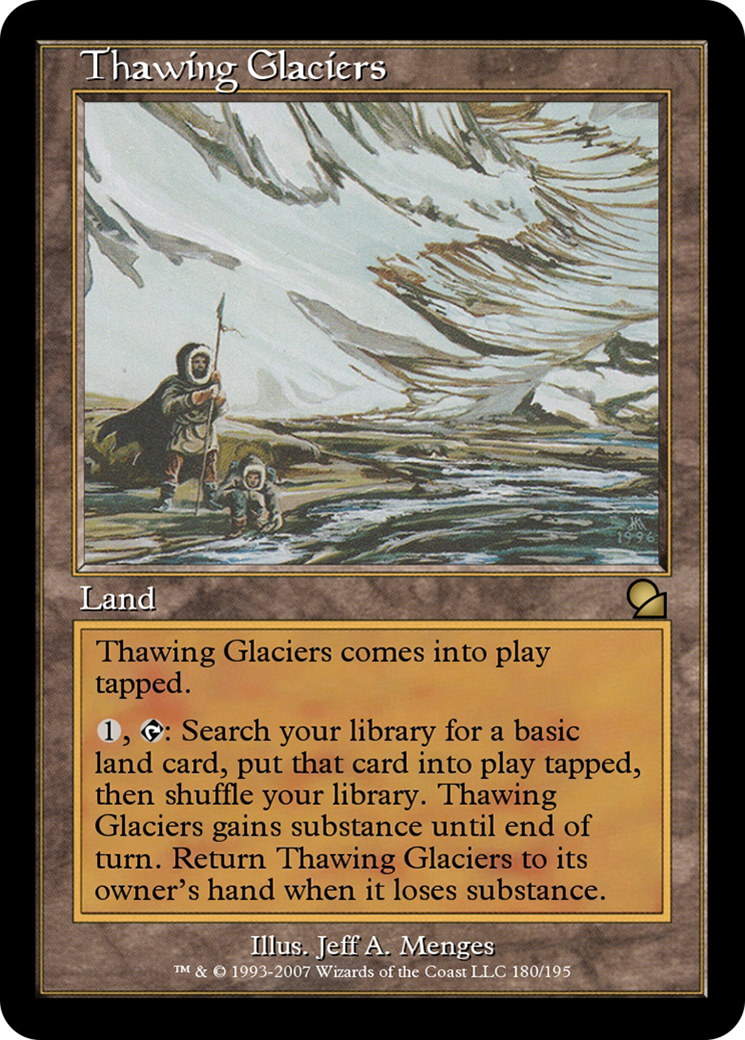 Thawing Glaciers
1996
Land
Thawing Glaciers comes into play
tapped.
1, : Search your library for a basic
land card, put that card into play tapped,
then shuffle your library. Thawing
Glaciers gains substance until end of
turn. Return Thawing Glaciers to its
owner's hand when it loses substance.
Illus. Jeff A. Menges
™ & © 1993-2007 Wizards of the Coast LLC 180/195